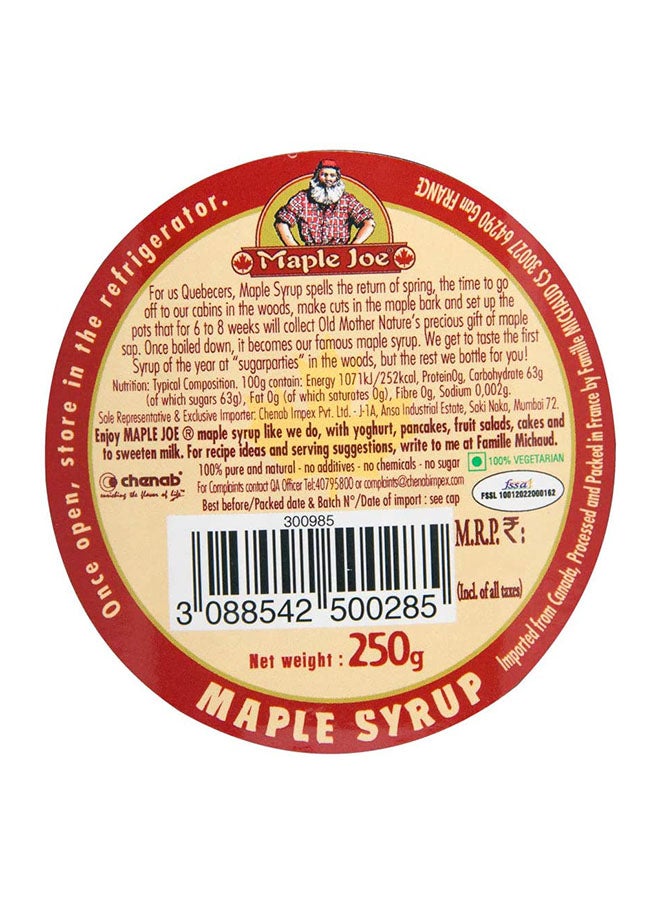 Once open, store in the refrigerator.
Maple Joe®
For us Quebecers, Maple Syrup spells the return of spring, the time to go
off to our cabins in the woods, make cuts in the maple bark and set up the
pots that for 6 to 8 weeks will collect Old Mother Nature's precious gift of maple
sap. Once boiled down, it becomes our famous maple syrup. We get to taste the first
Syrup of the year at "sugarparties" in the woods, but the rest we bottle for you!
Nutrition: Typical Composition. 100g contain: Energy 1071kJ/252kcal, Protein0g, Carbohydrate 63g
(of which sugars 63g), Fat 0g (of which saturates 0g), Fibre 0g, Sodium 0,002g.
Sole Representative & Exclusive Importer: Chenab Impex Pvt. Ltd. - J-1A, Ansa Industrial Estate, Saki Naka, Mumbai 72.
Enjoy MAPLE JOE ® maple syrup like we do, with yoghurt, pancakes, fruit salads, cakes and
to sweeten milk. For recipe ideas and serving suggestions, write to me at Famille Michaud.
chenab
enriching the flavor of life™
100% pure and natural - no additives - no chemicals - no sugar
For Complaints contact QA Officer Tel:40795800 or complaints@chenabimpex.com
Best before/Packed date & Batch N°/Date of import : see cap
100% VEGETARIAN
fssai
FSSL 10012022000162
300985
3 088542 500285
M.R.P. ₹:
(Incl. of all taxes)
Net weight : 250g
MAPLE SYRUP
Imported from Canada, Processed and Packed in France by Famille MICHAUD CS 30027 64290 Gan FRANCE